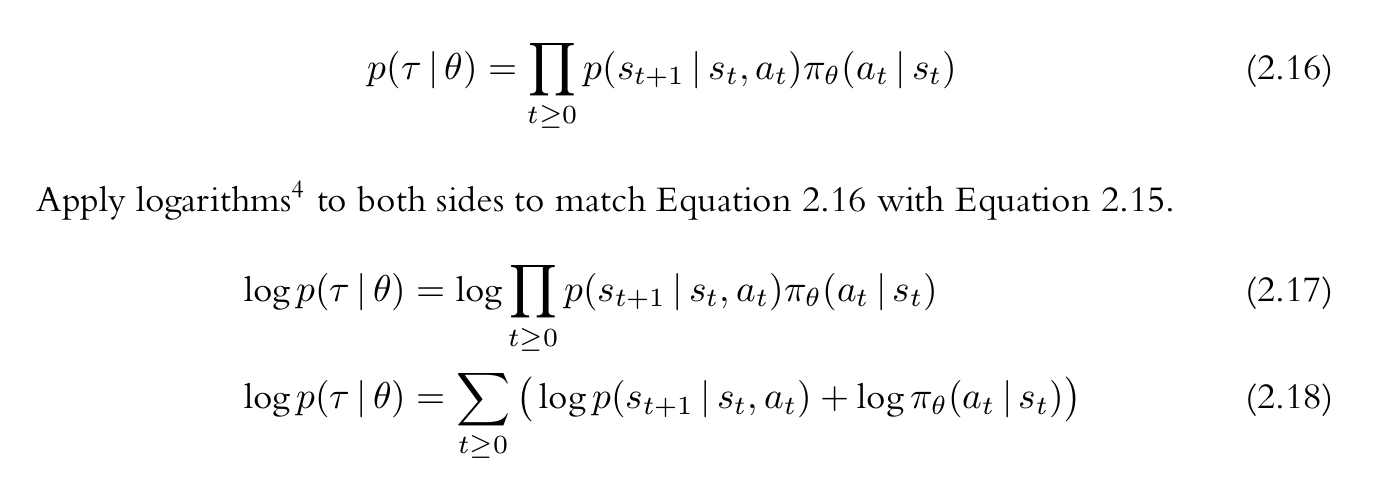 p(τ | θ) = ∏_{t≥0} p(s_{t+1} | s_t, a_t)π_θ(a_t | s_t) (2.16)
Apply logarithms⁴ to both sides to match Equation 2.16 with Equation 2.15.
log p(τ | θ) = log ∏_{t≥0} p(s_{t+1} | s_t, a_t)π_θ(a_t | s_t) (2.17)
log p(τ | θ) = ∑_{t≥0} (log p(s_{t+1} | s_t, a_t) + log π_θ(a_t | s_t)) (2.18)